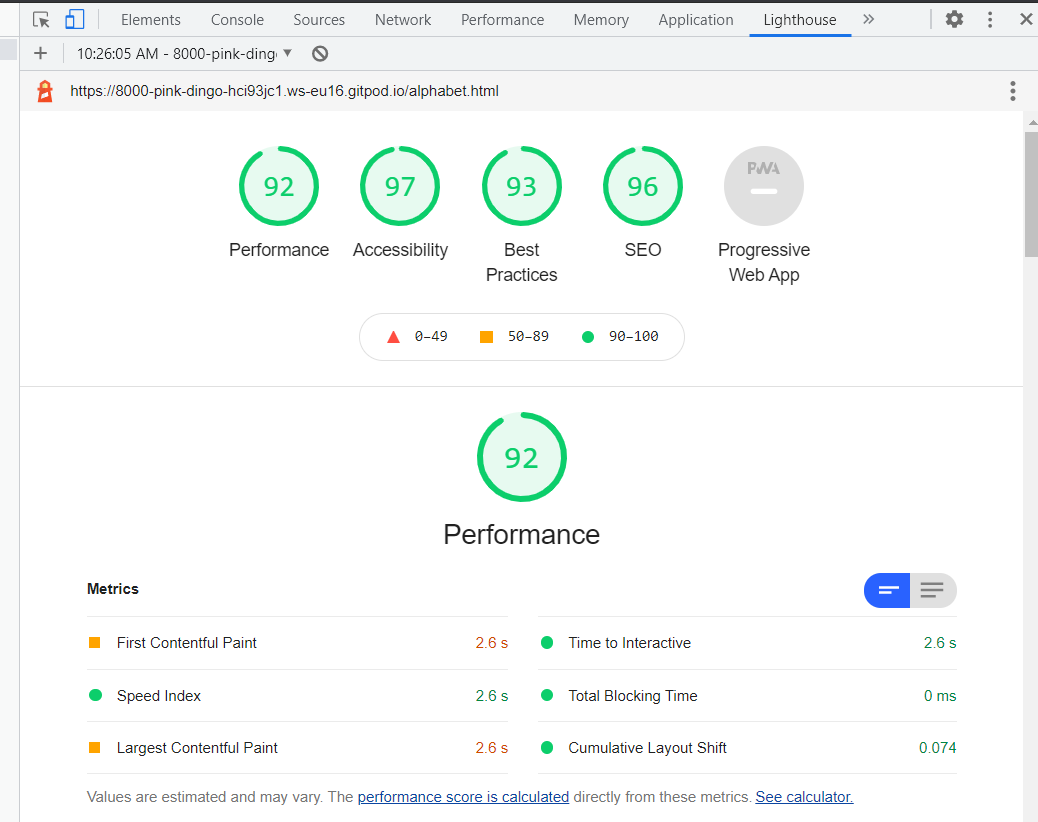 Elements Console Sources Network Performance Memory Application Lighthouse »
10:26:05 AM - 8000-pink-ding
https://8000-pink-dingo-hci93jc1.ws-eu16.gitpod.io/alphabet.html
92 97 93 96 PWA
Performance Accessibility Best SEO Progressive
Practices Web App
0–49 50–89 90–100
92
Performance
Metrics
First Contentful Paint 2.6 s Time to Interactive 2.6 s
Speed Index 2.6 s Total Blocking Time 0 ms
Largest Contentful Paint 2.6 s Cumulative Layout Shift 0.074
Values are estimated and may vary. The performance score is calculated directly from these metrics. See calculator.